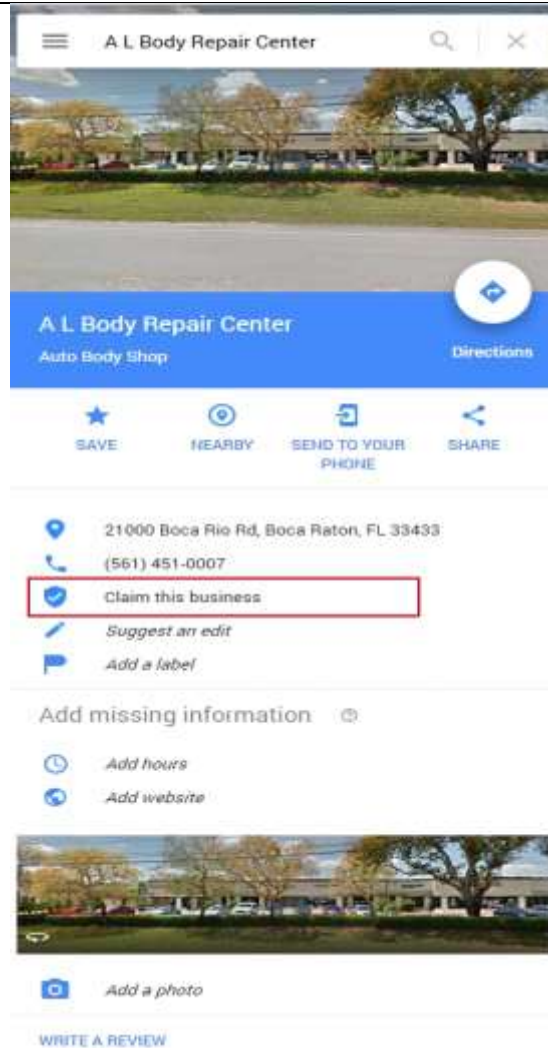 A L Body Repair Center
A L Body Repair Center
Auto Body Shop
Directions
SAVE
NEARBY
SEND TO YOUR
PHONE
SHARE
21000 Boca Rio Rd, Boca Raton, FL 33433
(561) 451-0007
Claim this business
Suggest an edit
Add a label
Add missing information
Add hours
Add website
Add a photo
WRITE A REVIEW